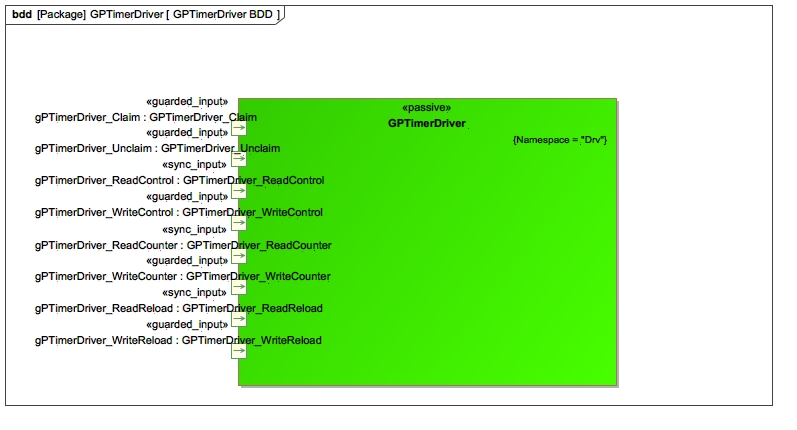 bdd [Package] GPTimerDriver [ GPTimerDriver BDD ]
«guarded_input»
gPTimerDriver_Claim : GPTimerDriver_Claim
«guarded_input»
gPTimerDriver_Unclaim : GPTimerDriver_Unclaim
«sync_input»
gPTimerDriver_ReadControl : GPTimerDriver_ReadControl
«guarded_input»
gPTimerDriver_WriteControl : GPTimerDriver_WriteControl
«sync_input»
gPTimerDriver_ReadCounter : GPTimerDriver_ReadCounter
«guarded_input»
gPTimerDriver_WriteCounter : GPTimerDriver_WriteCounter
«sync_input»
gPTimerDriver_ReadReload : GPTimerDriver_ReadReload
«guarded_input»
gPTimerDriver_WriteReload : GPTimerDriver_WriteReload
«passive»
GPTimerDriver
{Namespace = "Drv"}